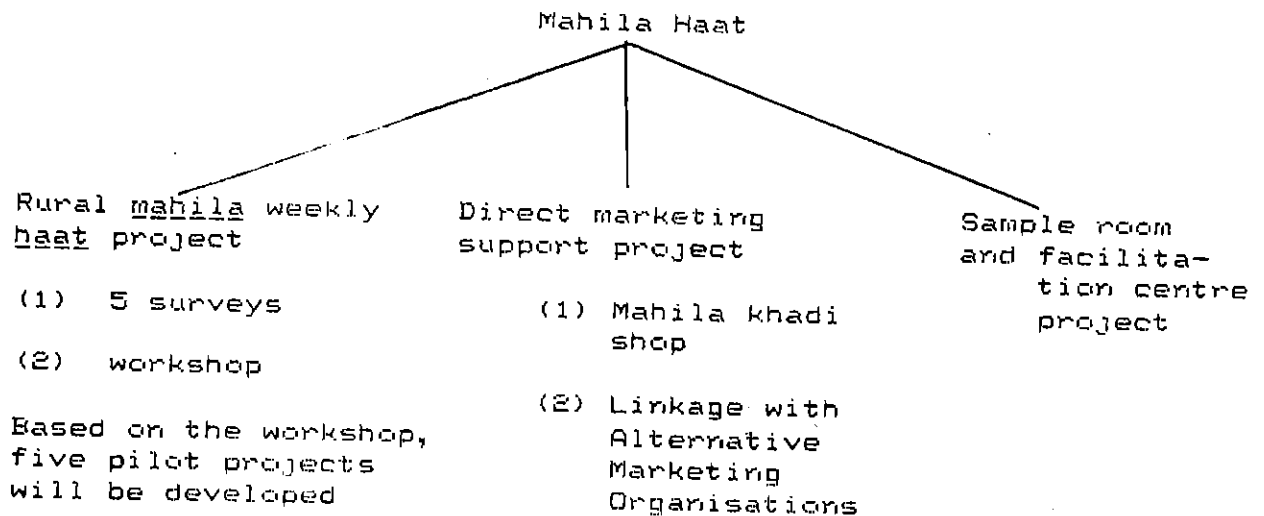 Mahila Haat
Rural mahila weekly
haat project
(1) 5 surveys
(2) workshop
Based on the workshop,
five pilot projects
will be developed
Direct marketing
support project
(1) Mahila khadi
shop
(2) Linkage with
Alternative
Marketing
Organisations
Sample room
and facilita-
tion centre
project